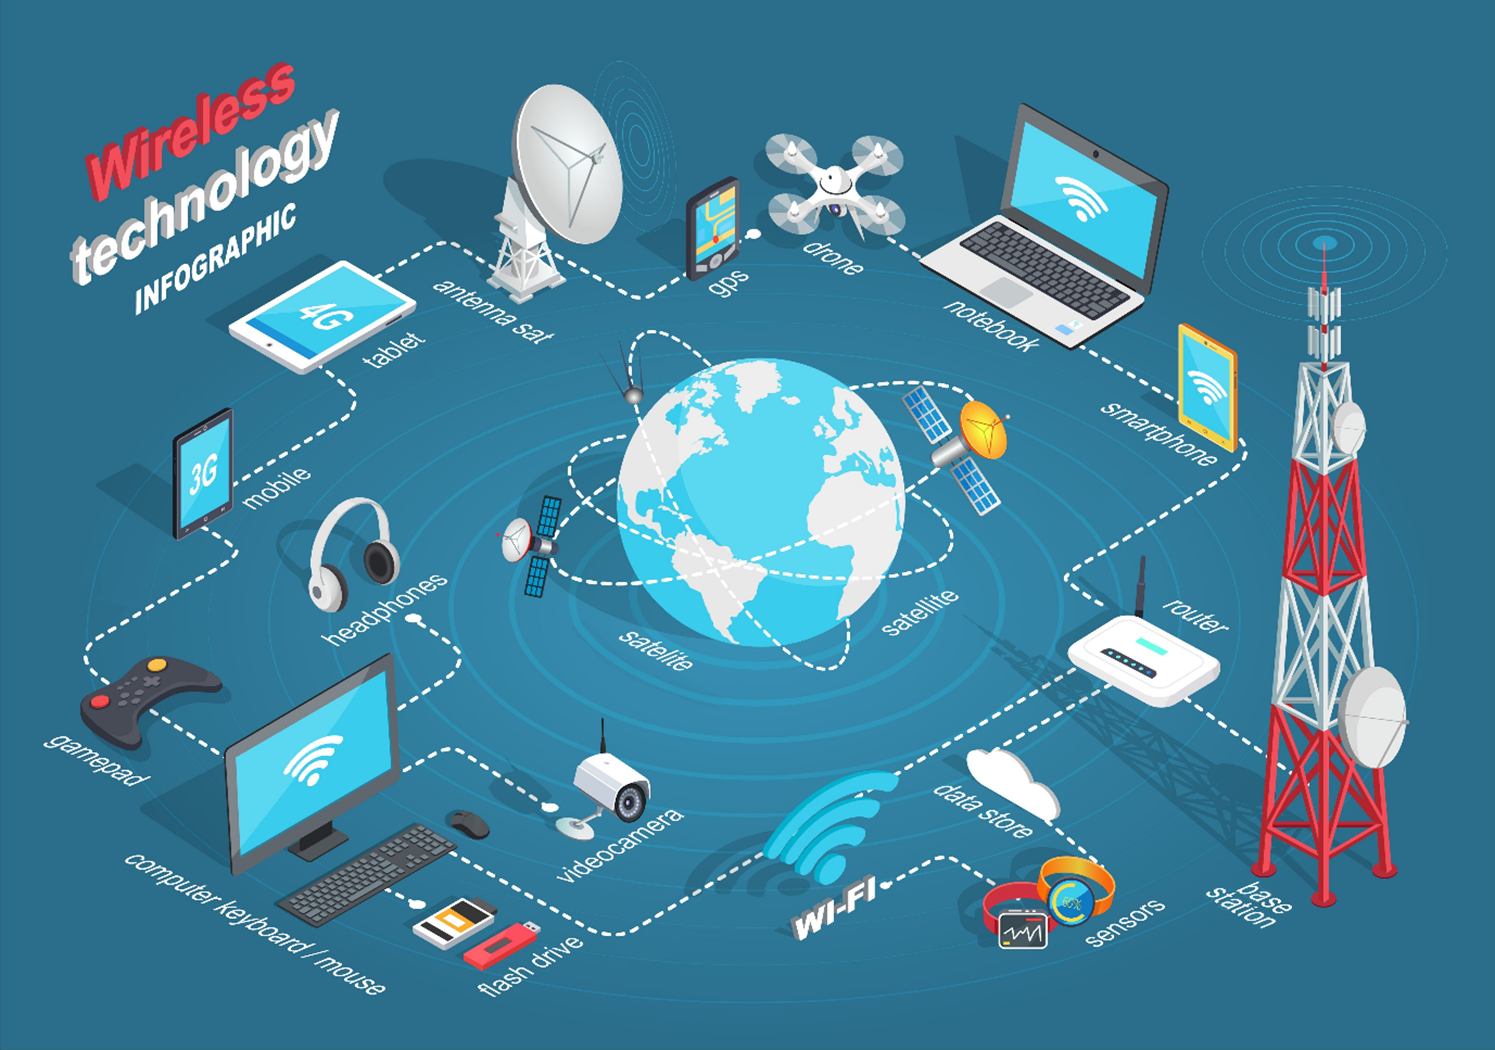 Wireless
technology
INFOGRAPHIC
antenna sat
gps
drone
notebook
4G
tablet
smartphone
3G
mobile
headphones
satelite
satellite
router
gamepad
computer keyboard / mouse
videocamera
flash drive
WI-FI
data store
sensors
base
station